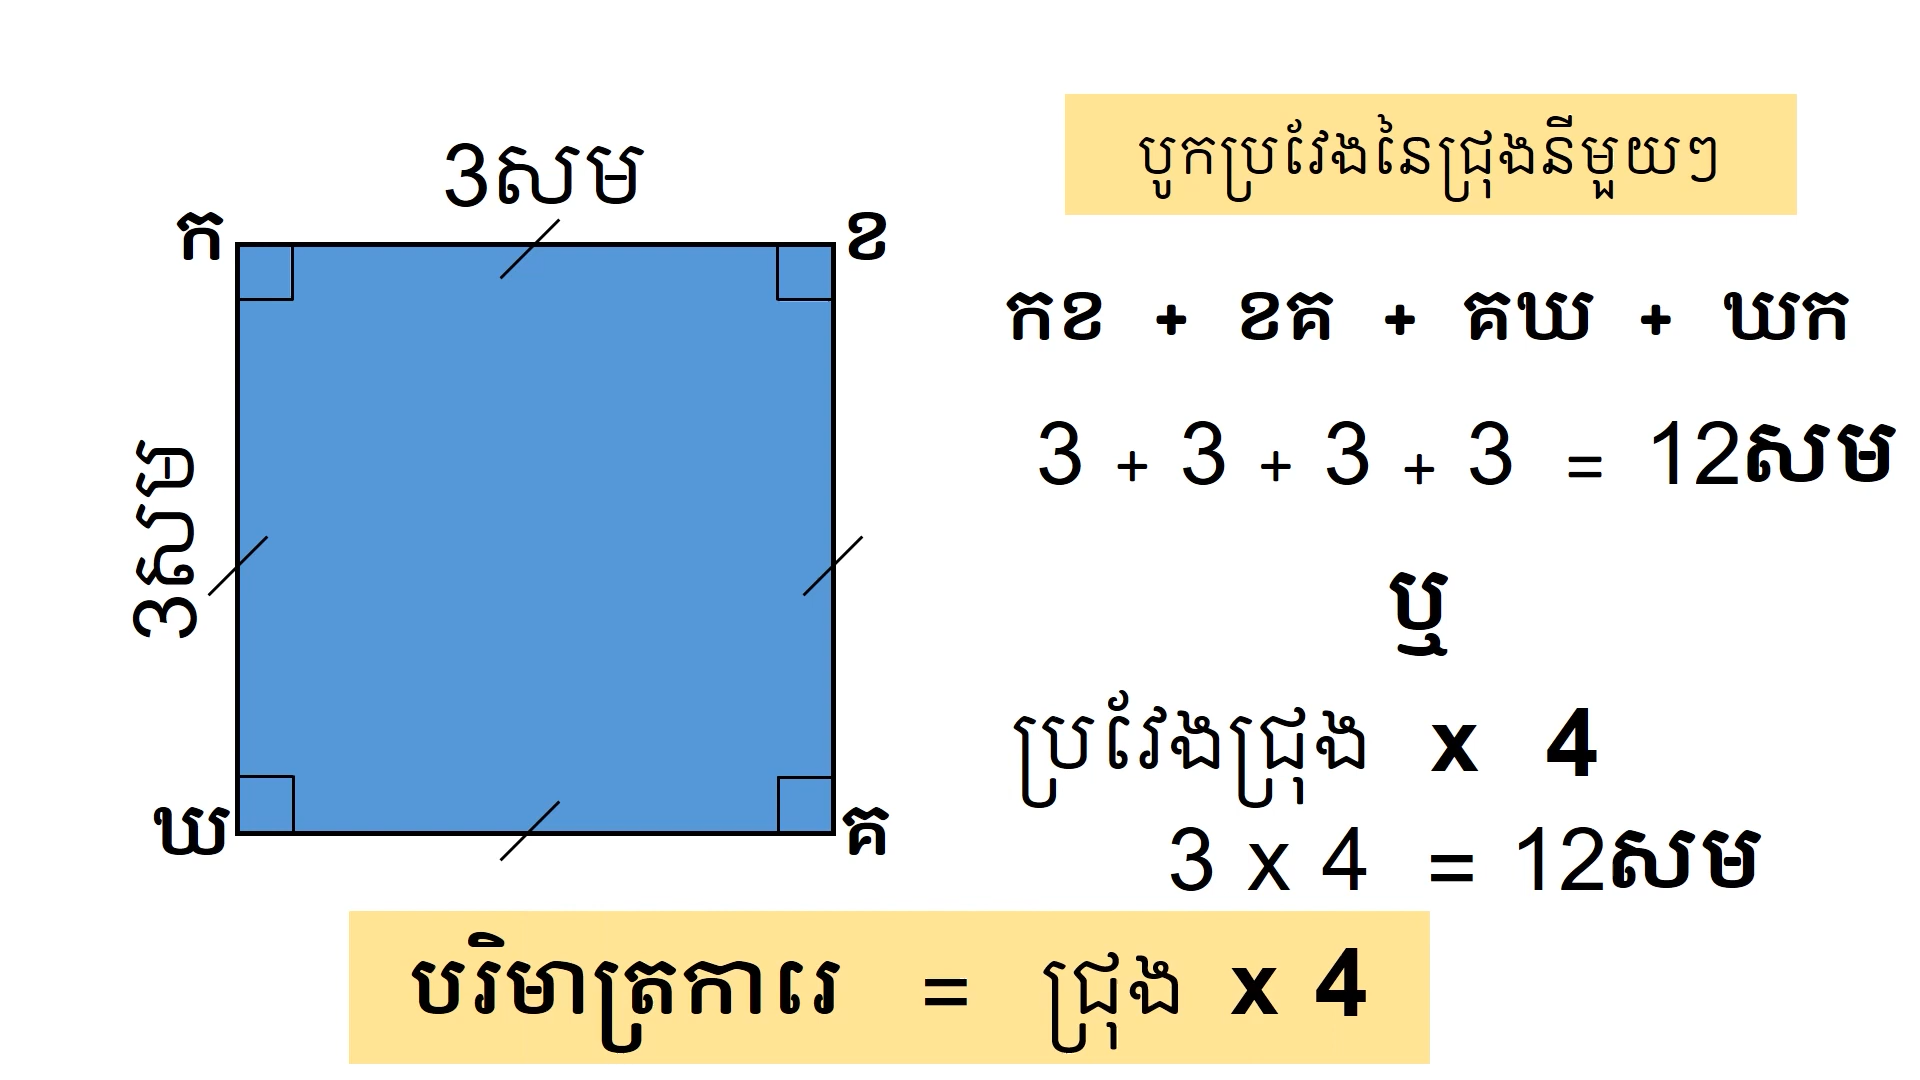 3សម
ក
ខ
3សម
ឃ
គ
បូកប្រវែងនៃជ្រុងនីមួយៗ
កខ + ខគ + គឃ + ឃក
3 + 3 + 3 + 3 = 12សម
ឬ
ប្រវែងជ្រុង x 4
3 x 4 = 12សម
បរិមាត្រការេ = ជ្រុង x 4